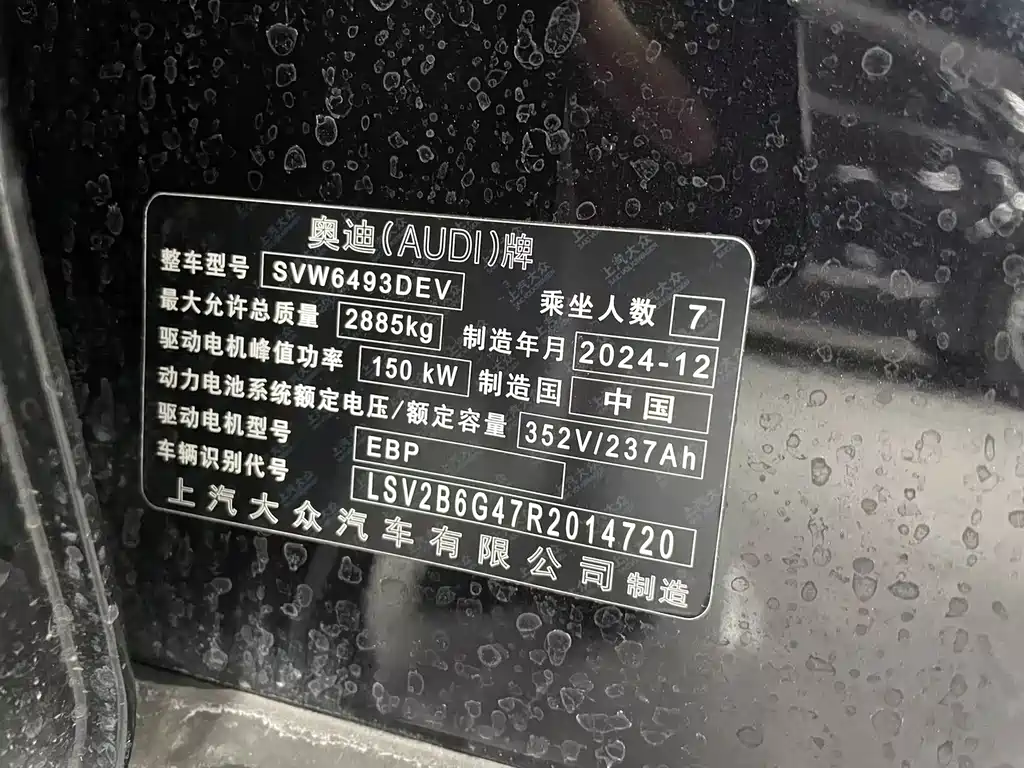 奥迪(AUDI)牌
整车型号 SVW6493DEV 乘坐人数 7
最大允许总质量 2885kg 制造年月 2024-12
驱动电机峰值功率 150 kW 制造国 中国
动力电池系统额定电压/额定容量 352V/237Ah
驱动电机型号 EBP
车辆识别代号 LSV2B6G47R2014720
上汽大众汽车有限公司 制造